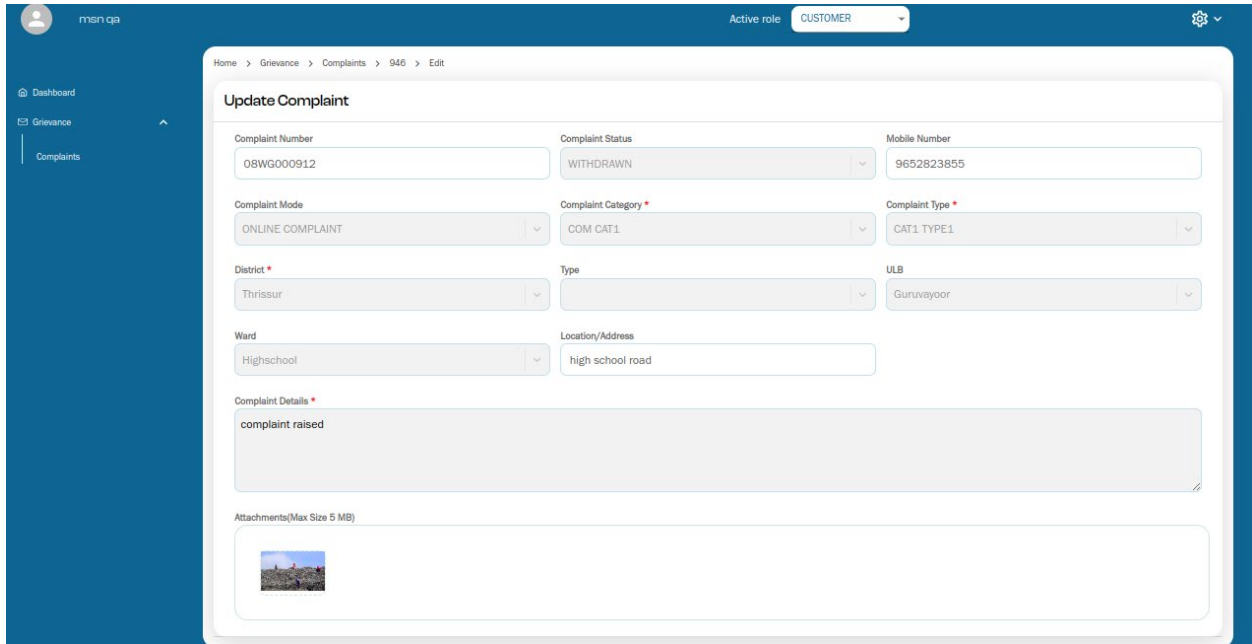 msn qa
Active role CUSTOMER
Home > Grievance > Complaints > 946 > Edit
Dashboard
Grievance
Complaints
Update Complaint
Complaint Number Complaint Status Mobile Number
08WG000912 WITHDRAWN 9652823855
Complaint Mode Complaint Category * Complaint Type *
ONLINE COMPLAINT COM CAT1 CAT1 TYPE1
District * Type ULB
Thrissur Guruvayoor
Ward Location/Address
Highschool high school road
Complaint Details *
complaint raised
Attachments(Max Size 5 MB)